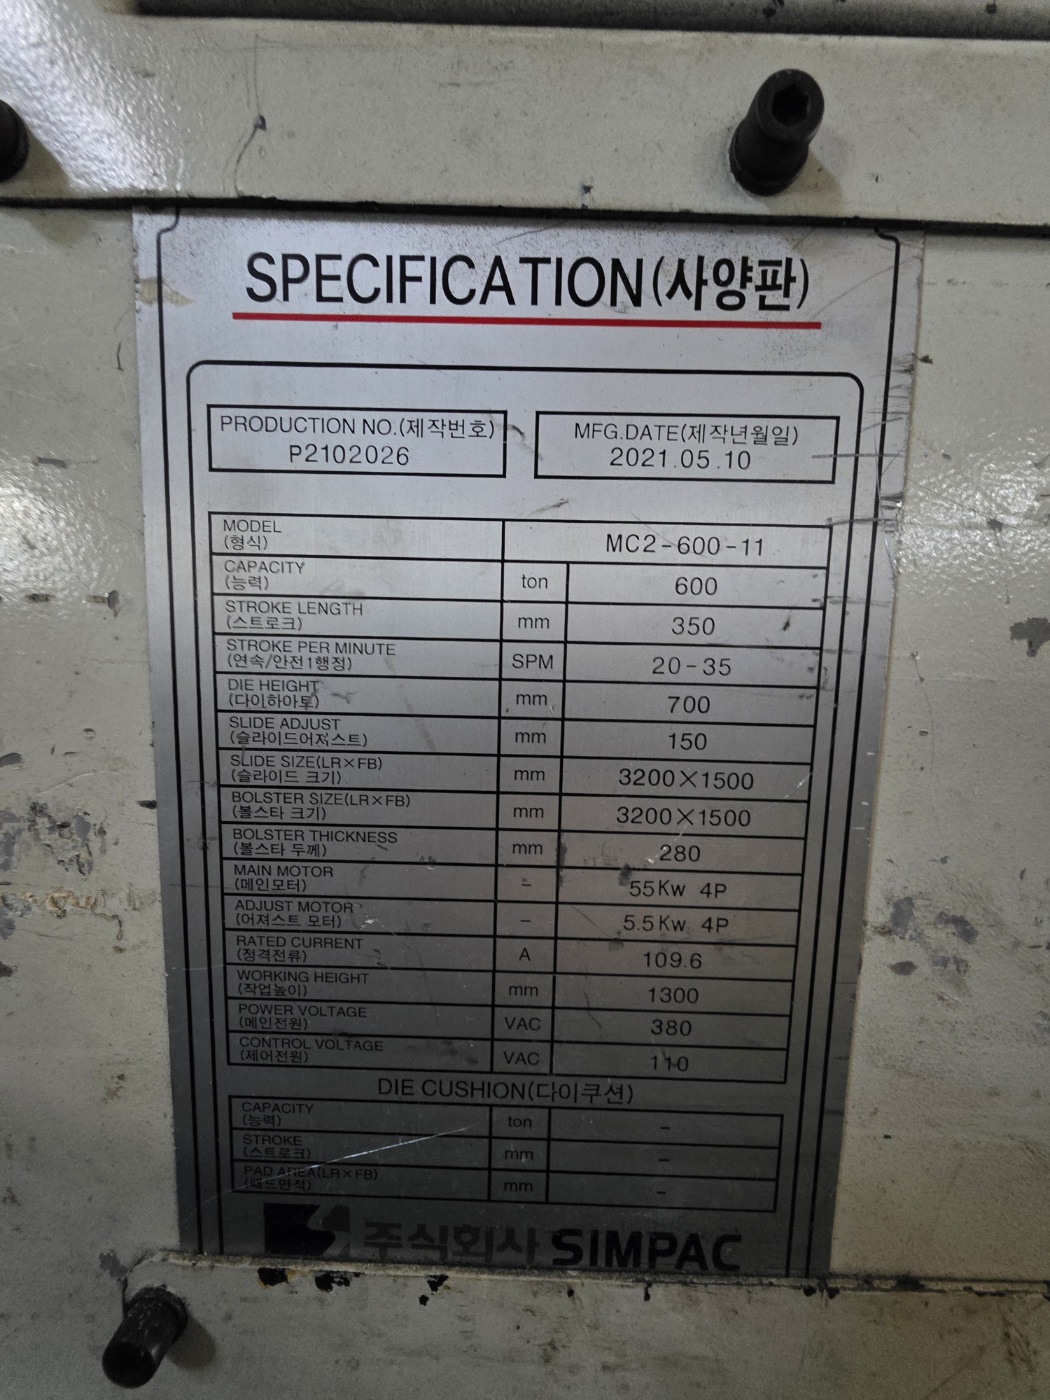 SPECIFICATION(사양판)
PRODUCTION NO.(제작번호)
P2102026
MFG.DATE(제작년월일)
2021.05.10
MODEL
(형식)
MC2-600-11
CAPACITY
(능력)
ton
600
STROKE LENGTH
(스트로크)
mm
350
STROKE PER MINUTE
(연속/안전1행정)
SPM
20-35
DIE HEIGHT
(다이하이트)
mm
700
SLIDE ADJUST
(슬라이드어져스트)
mm
150
SLIDE SIZE(LR×FB)
(슬라이드 크기)
mm
3200×1500
BOLSTER SIZE(LR×FB)
(볼스타 크기)
mm
3200×1500
BOLSTER THICKNESS
(볼스타 두께)
mm
280
MAIN MOTOR
(메인모터)
-
55Kw 4P
ADJUST MOTOR
(어져스트 모터)
-
5.5Kw 4P
RATED CURRENT
(정격전류)
A
109.6
WORKING HEIGHT
(작업높이)
mm
1300
POWER VOLTAGE
(메인전원)
VAC
380
CONTROL VOLTAGE
(제어전원)
VAC
110
DIE CUSHION(다이쿠션)
CAPACITY
(능력)
ton
-
STROKE
(스트로크)
mm
-
PAD AREA(LR×FB)
(패드면적)
mm
-
주식회사 SIMPAC